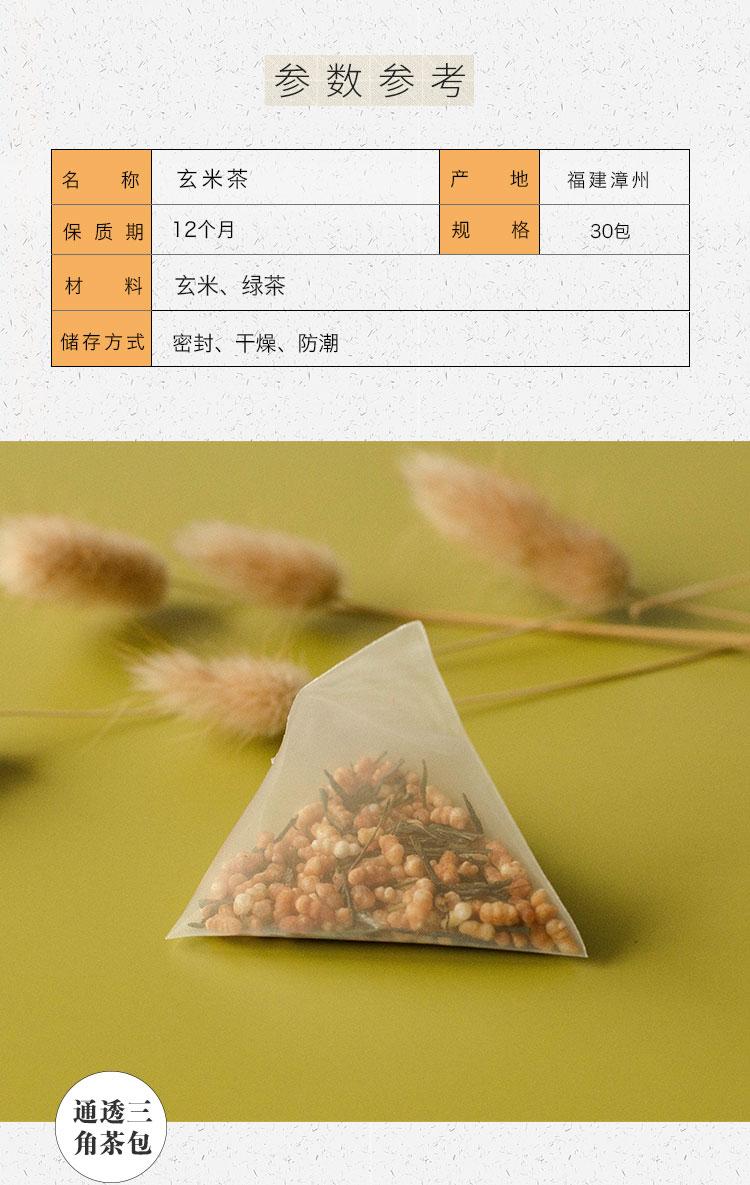 参数参考
名称 玄米茶 产地 福建漳州
保质期 12个月 规格 30包
材料 玄米、绿茶
储存方式 密封、干燥、防潮
通透三
角茶包